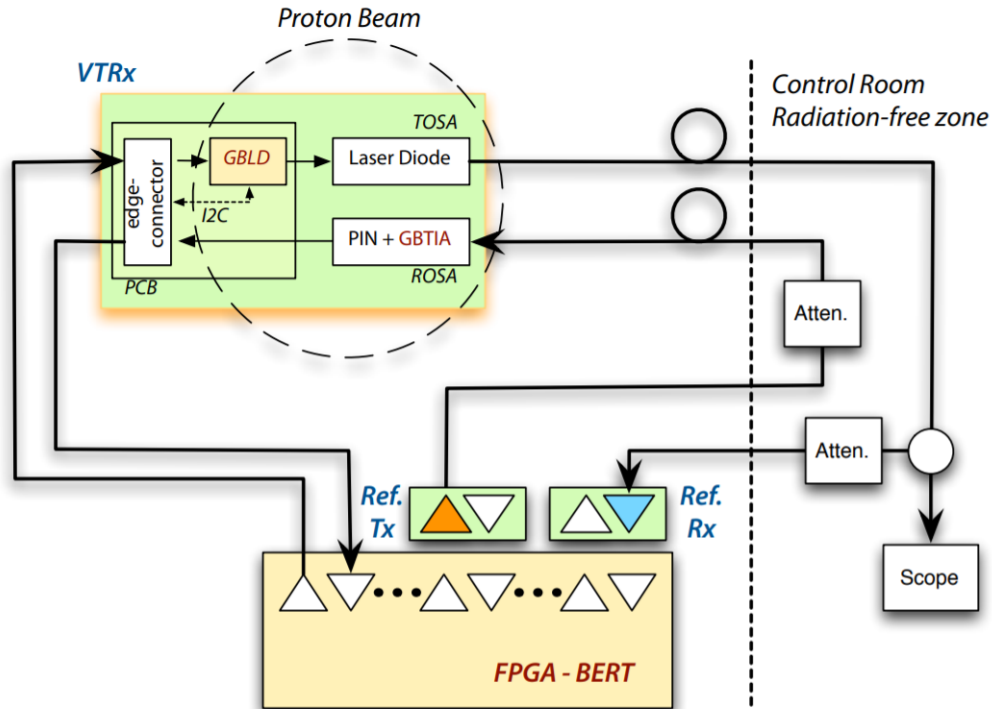 Proton Beam
VTRx
Control Room
Radiation-free zone
TOSA
GBLD
Laser Diode
edge-
connector
I2C
PIN + GBTIA
ROSA
PCB
Atten.
Atten.
Ref.
Tx
Ref.
Rx
Scope
FPGA - BERT